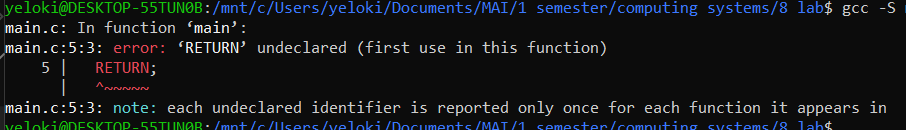 yeloki@DESKTOP-55TUN0B:/mnt/c/Users/yeloki/Documents/MAI/1 semester/computing systems/8 lab$ gcc -S
main.c: In function ‘main’:
main.c:5:3: error: ‘RETURN’ undeclared (first use in this function)
5 |   RETURN;
|   ^~~~~~
main.c:5:3: note: each undeclared identifier is reported only once for each function it appears in
yeloki@DESKTOP-55TUN0B:/mnt/c/Users/yeloki/Documents/MAI/1 semester/computing systems/8 lab$